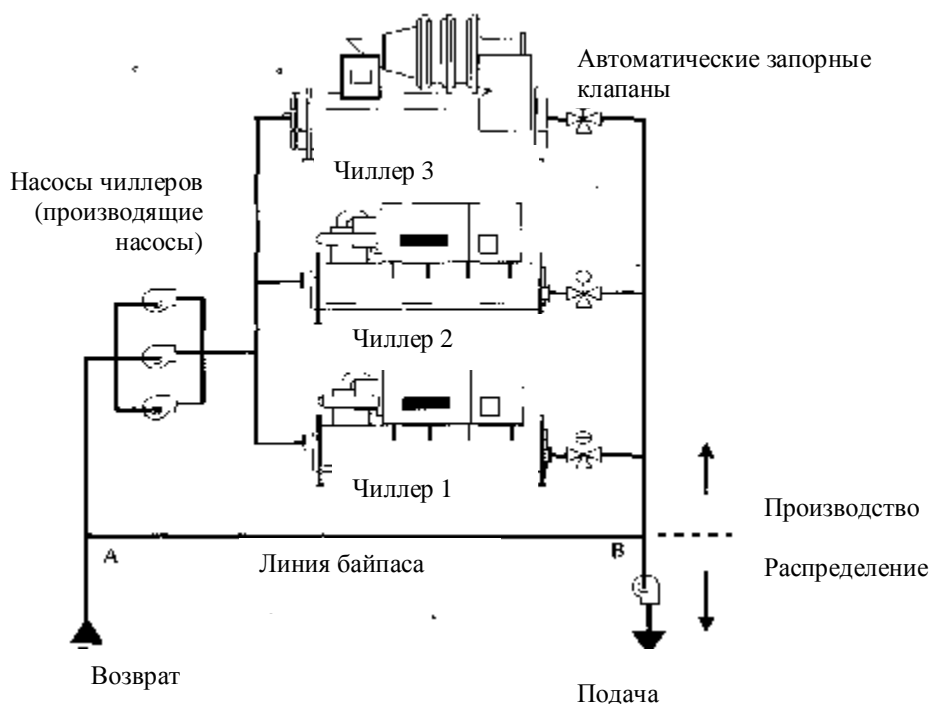 Автоматические запорные
клапаны
Чиллер 3
Насосы чиллеров
(производящие
насосы)
Чиллер 2
Чиллер 1
Производство
A
B
Линия байпаса
Распределение
Возврат
Подача